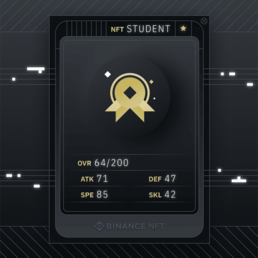 NFT STUDENT
OVR 64/200
ATK 71 DEF 47
SPE 85 SKL 42
BINANCE NFT